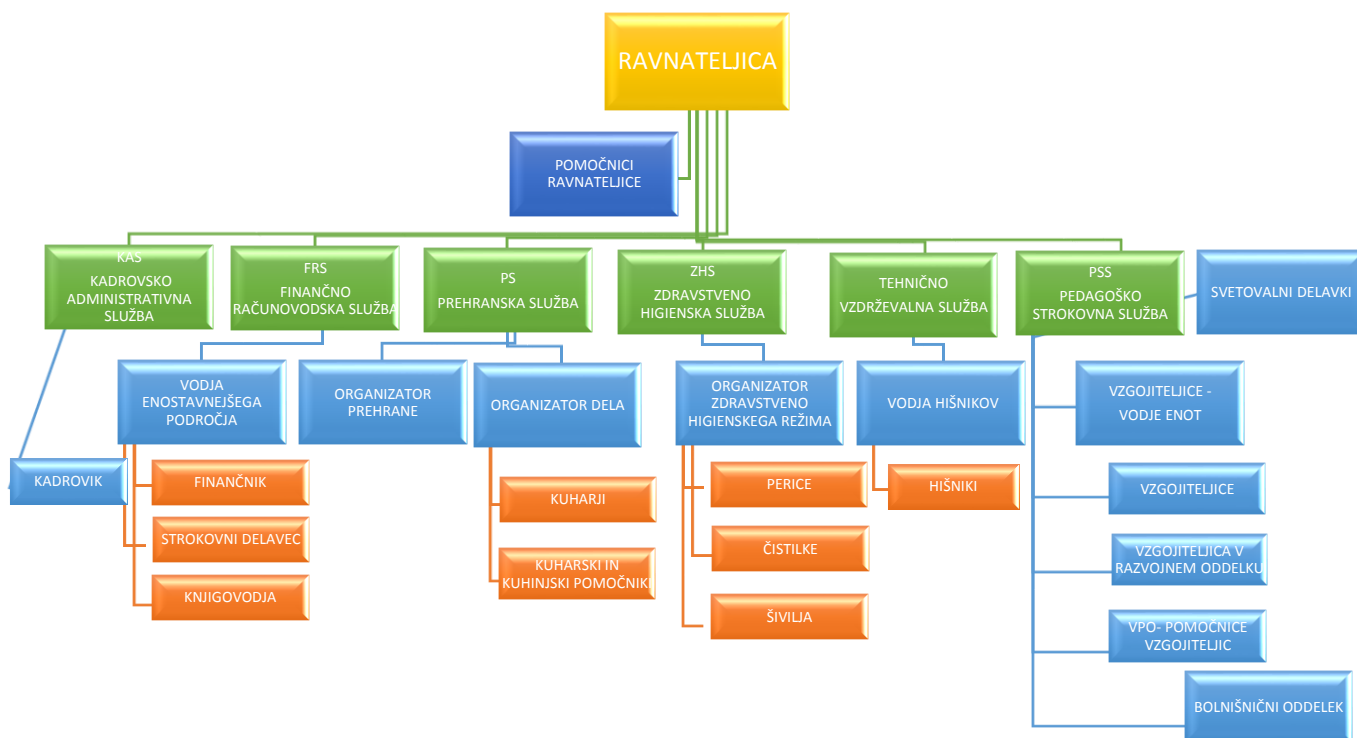 RAVNATELJICA
POMOČNICI
RAVNATELJICE
KAS
KADROVSKO
ADMINISTRATIVNA
SLUŽBA
FRS
FINANČNO
RAČUNOVODSKA SLUŽBA
PS
PREHRANSKA SLUŽBA
ZHS
ZDRAVSTVENO
HIGIENSKA SLUŽBA
TEHNIČNO
VZDRŽEVALNA SLUŽBA
PSS
PEDAGOŠKO
STROKOVNA SLUŽBA
SVETOVALNI DELAVKI
VODJA
ENOSTAVNEJŠEGA
PODROČJA
ORGANIZATOR
PREHRANE
ORGANIZATOR DELA
ORGANIZATOR
ZDRAVSTVENO
HIGIENSKEGA REŽIMA
VODJA HIŠNIKOV
VZGOJITELJICE -
VODJE ENOT
KADROVIK
FINANČNIK
STROKOVNI DELAVEC
KNJIGOVODJA
KUHARJI
KUHARSKI IN
KUHINJSKI POMOČNIKI
PERICE
ČISTILKE
ŠIVILJA
HIŠNIKI
VZGOJITELJICE
VZGOJITELJICA V
RAZVOJNEM ODDELKU
VPO- POMOČNICE
VZGOJITELJIC
BOLNIŠNIČNI ODDELEK